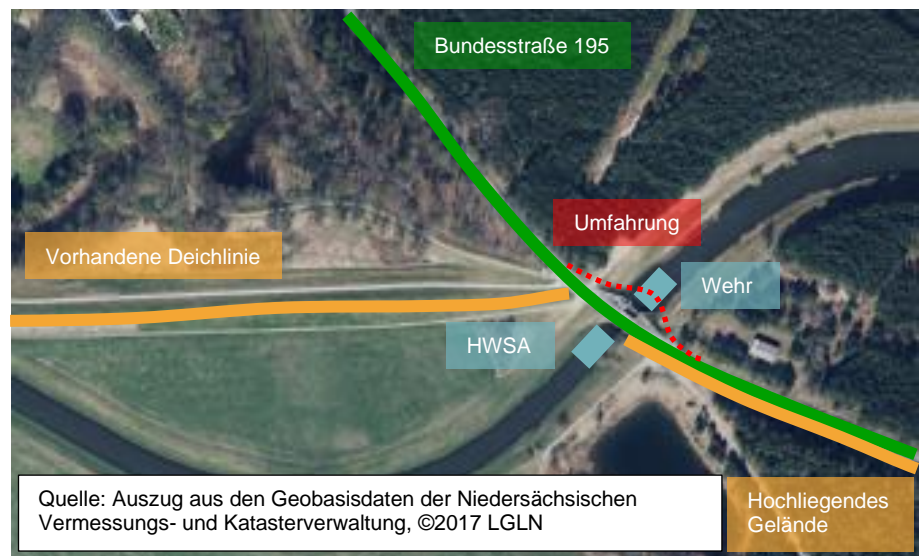 Bundesstraße 195
Umfahrung
Vorhandene Deichlinie
Wehr
HWSA
Quelle: Auszug aus den Geobasisdaten der Niedersächsischen
Vermessungs- und Katasterverwaltung, ©2017 LGLN
Hochliegendes
Gelände